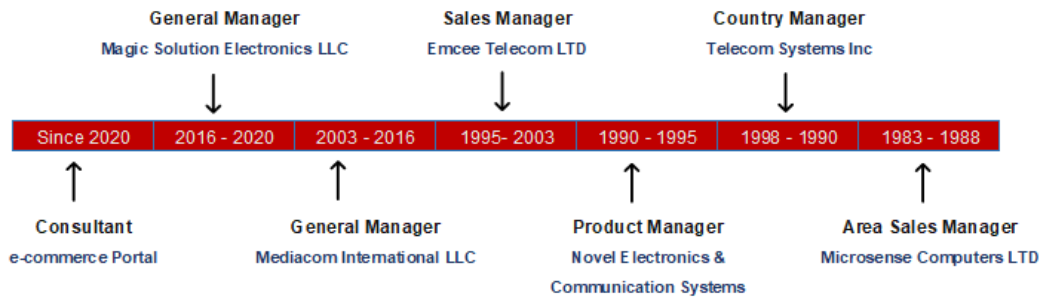 General Manager
Magic Solution Electronics LLC
Sales Manager
Emcee Telecom LTD
Country Manager
Telecom Systems Inc
Since 2020
2016 - 2020
2003 - 2016
1995- 2003
1990 - 1995
1998 - 1990
1983 - 1988
Consultant
e-commerce Portal
General Manager
Mediacom International LLC
Product Manager
Novel Electronics &
Communication Systems
Area Sales Manager
Microsense Computers LTD